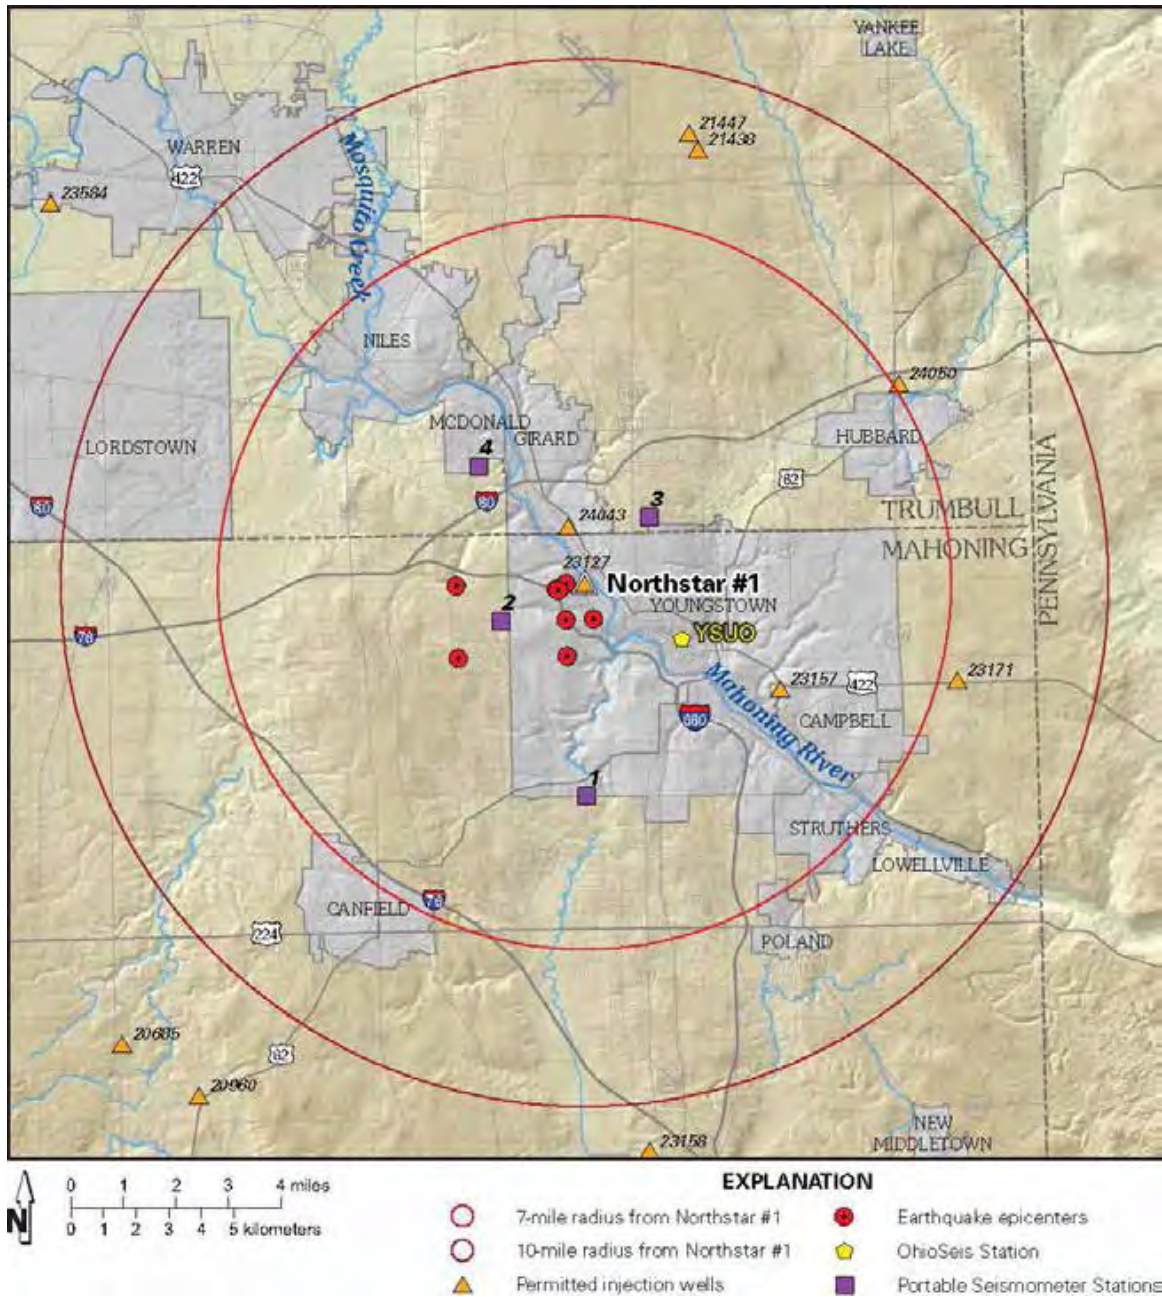 YANKEE
LAKE
21447
21438
WARREN
422
23584
Mosquito Creek
NILES
24050
MCDONALD
GIRARD
HUBBARD
LORDSTOWN
4
62
80
80
3
TRUMBULL
24043
MAHONING
PENNSYLVANIA
23127
Northstar #1
2
YOUNGSTOWN
76
YSUO
23171
23157
422
Mahoning River
680
CAMPBELL
1
STRUTHERS
LOWELLVILLE
76
CANFIELD
224
POLAND
20685
62
20960
23158
NEW
MIDDLETOWN
N
0 1 2 3 4 miles
0 1 2 3 4 5 kilometers
EXPLANATION
7-mile radius from Northstar #1
Earthquake epicenters
10-mile radius from Northstar #1
OhioSeis Station
Permitted injection wells
Portable Seismometer Stations